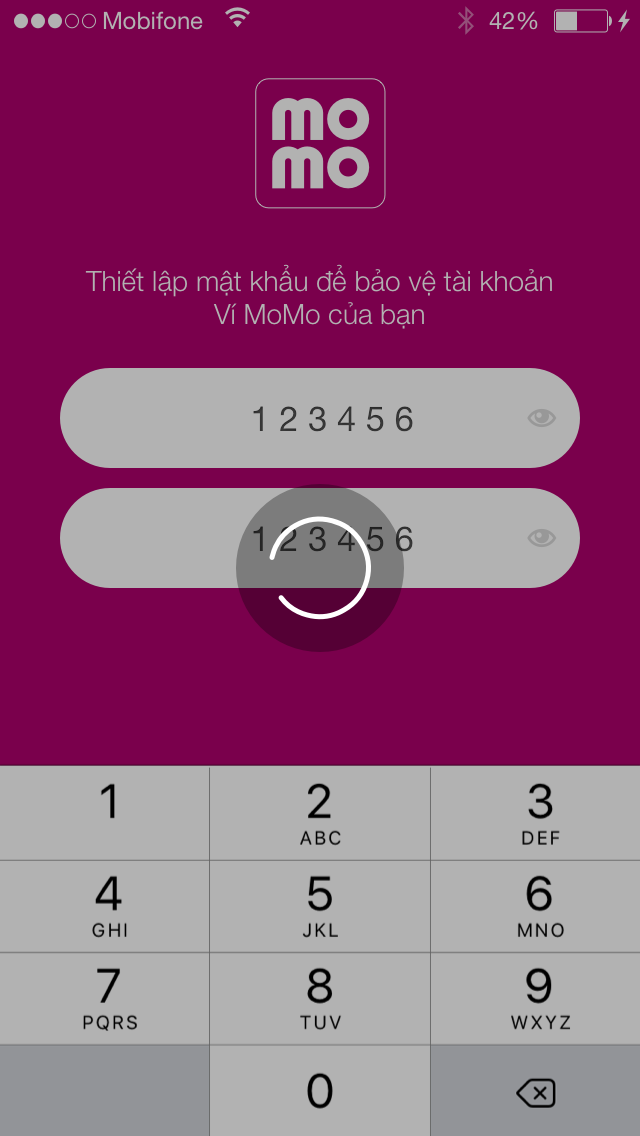 Mobifone 42%
mo
mo
Thiết lập mật khẩu để bảo vệ tài khoản
Ví MoMo của bạn
1 2 3 4 5 6
1 2 3 4 5 6
1 2 3
ABC DEF
4 5 6
GHI JKL MNO
7 8 9
PQRS TUV WXYZ
0